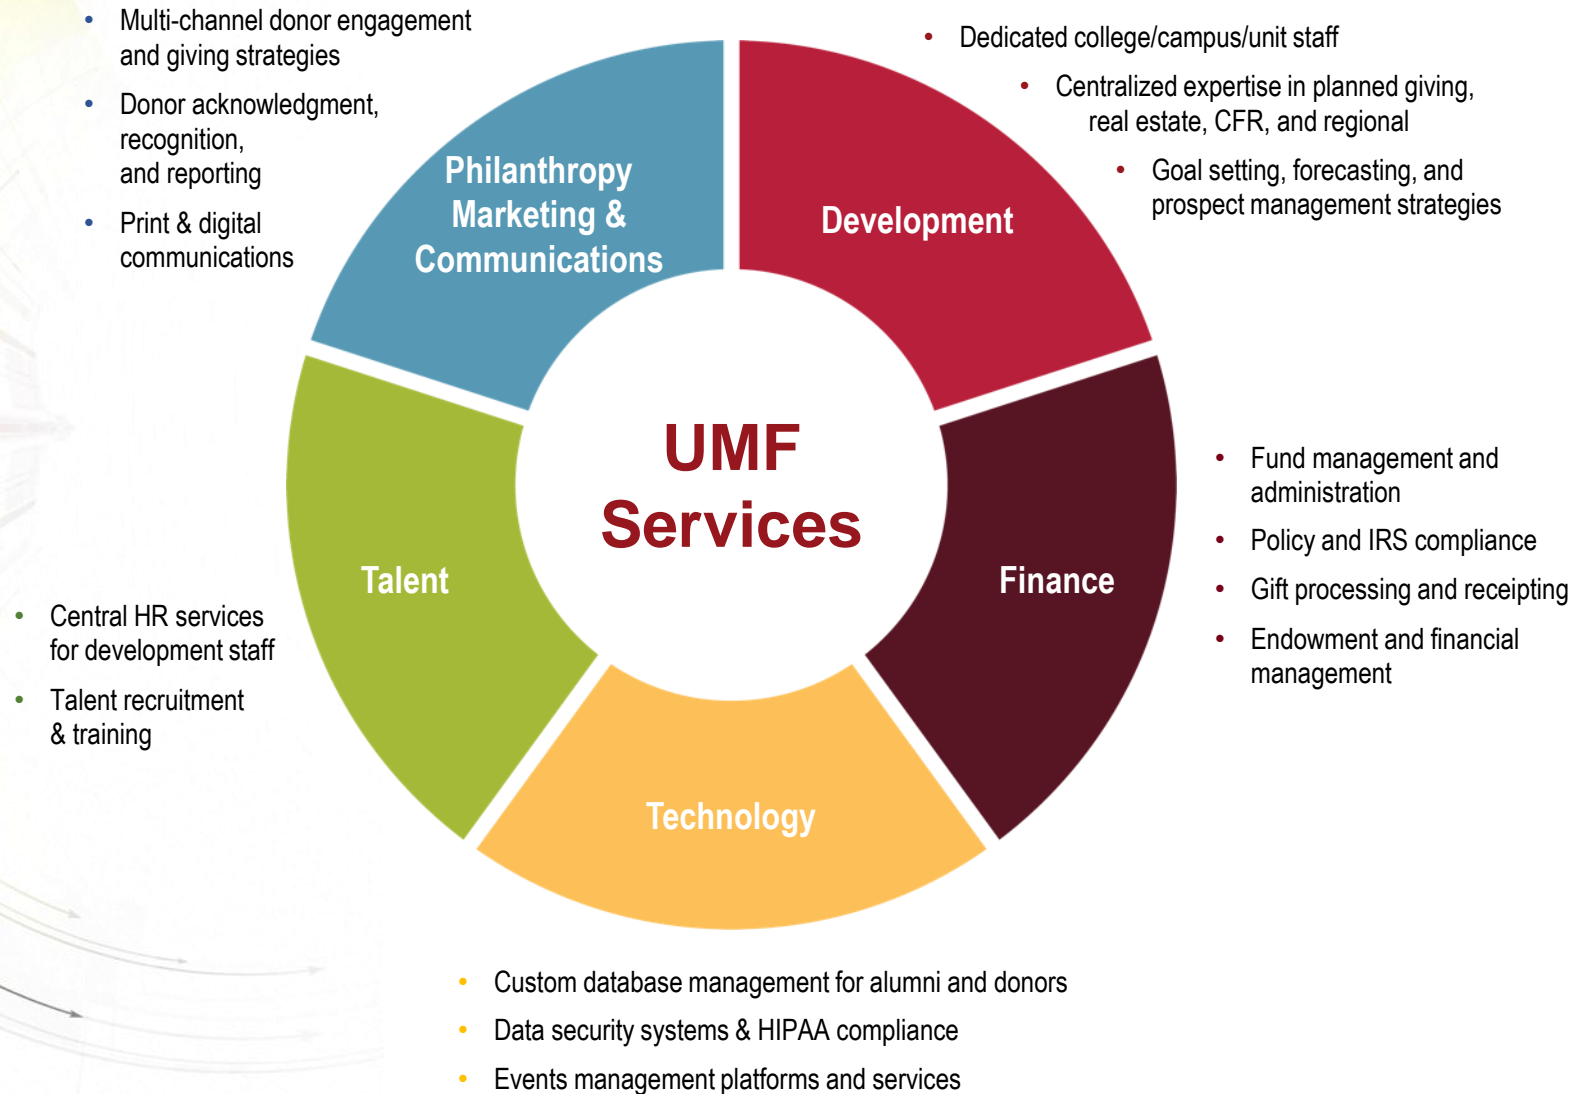 • Multi-channel donor engagement
and giving strategies
• Donor acknowledgment,
recognition,
and reporting
• Print & digital
communications
Philanthropy
Marketing &
Communications
• Dedicated college/campus/unit staff
• Centralized expertise in planned giving,
real estate, CFR, and regional
• Goal setting, forecasting, and
prospect management strategies
Development
UMF
Services
• Fund management and
administration
• Policy and IRS compliance
• Gift processing and receipting
• Endowment and financial
management
Finance
Talent
• Central HR services
for development staff
• Talent recruitment
& training
Technology
• Custom database management for alumni and donors
• Data security systems & HIPAA compliance
• Events management platforms and services